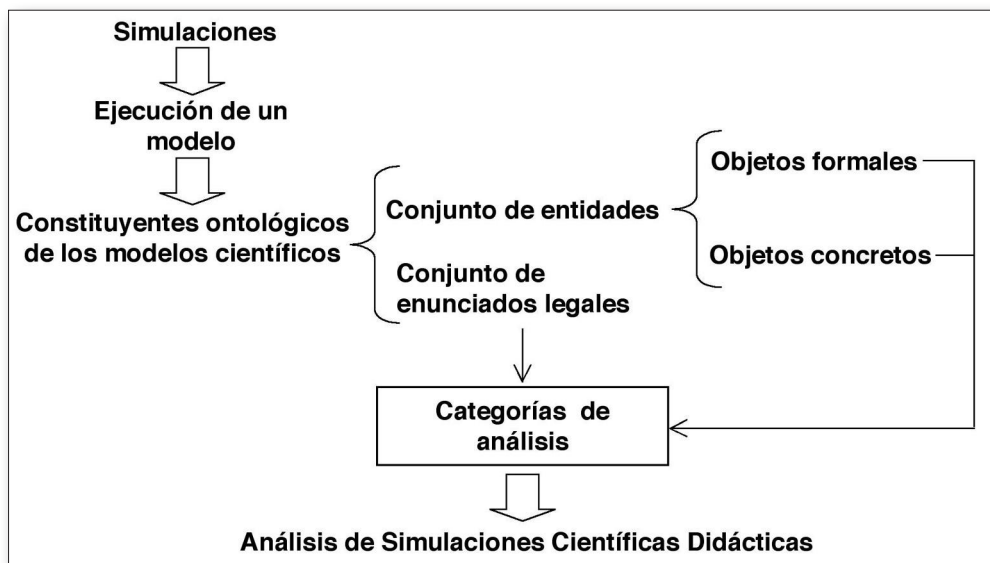 Simulaciones
Ejecución de un
modelo
Constituyentes ontológicos
de los modelos científicos
Conjunto de entidades
Objetos formales
Objetos concretos
Conjunto de
enunciados legales
Categorías de
análisis
Análisis de Simulaciones Científicas Didácticas